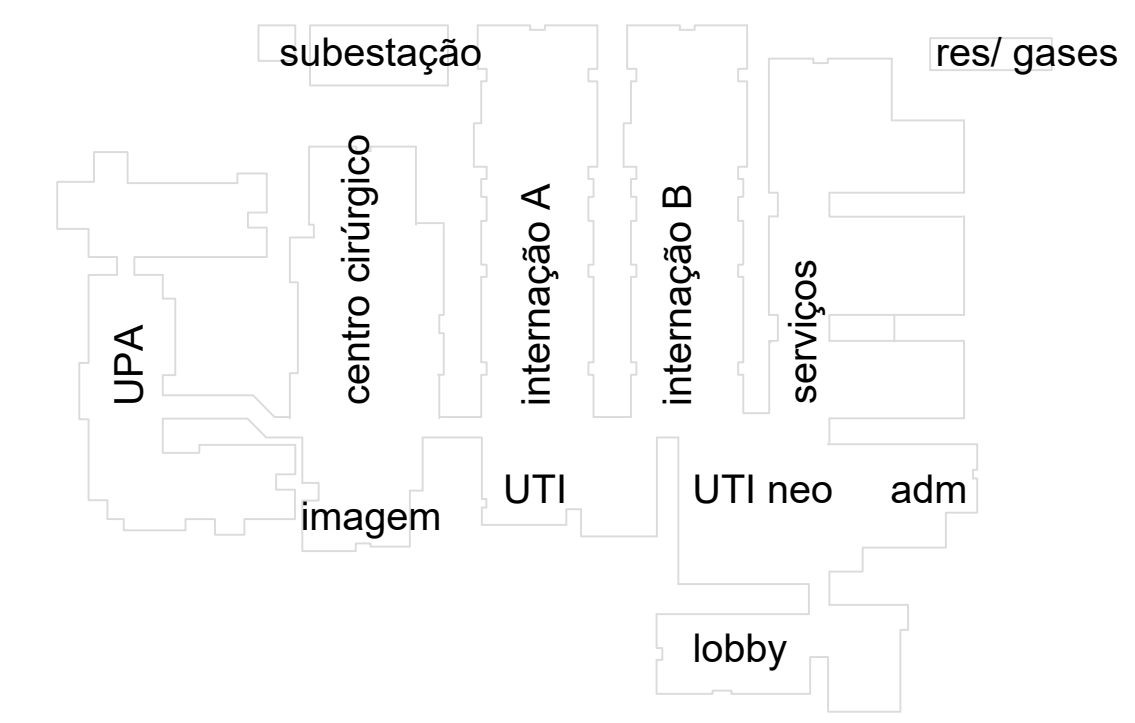 subestação
res/ gases
centro cirúrgico
internação A
internação B
serviços
UPA
UTI
UTI neo
adm
imagem
lobby